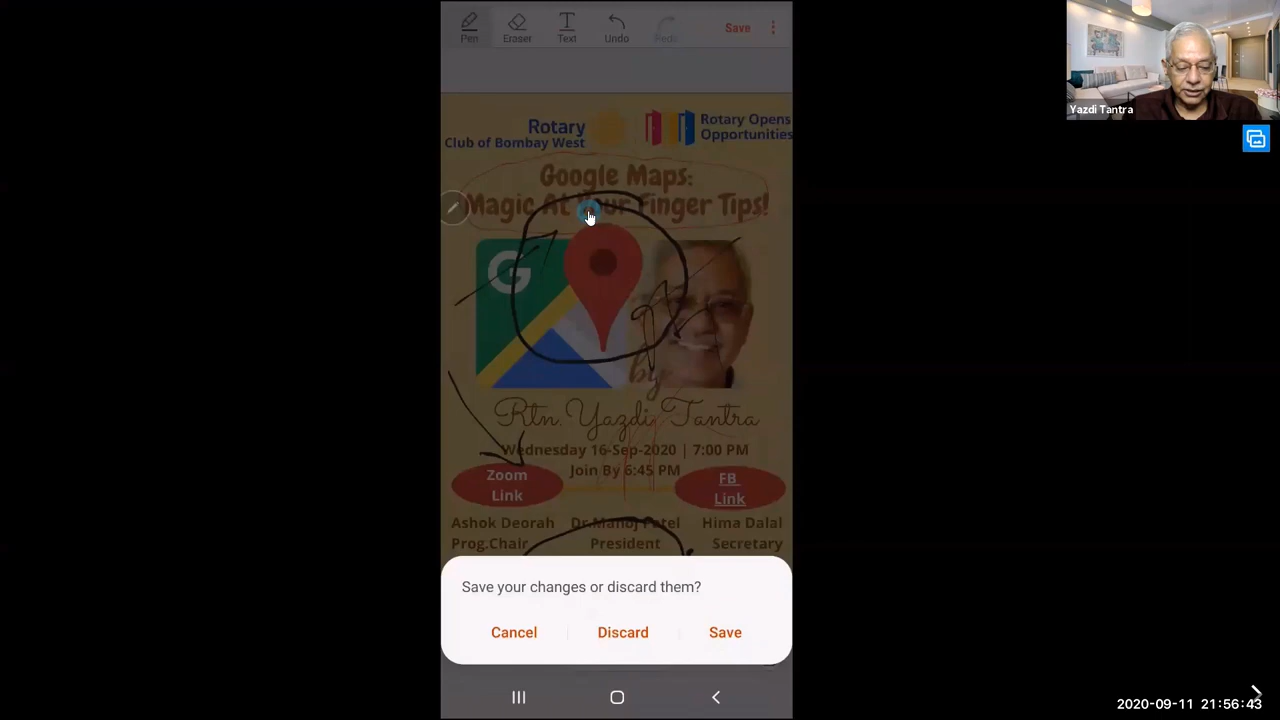 Pen
Eraser
Text
Undo
Redo
Save
Yazdi Tantra
Rotary
Club of Bombay West
Rotary Opens
Opportunities
Google Maps:
Magic At Your Finger Tips!
G
by
Rtn. Yazdi Tantra
Wednesday 16-Sep-2020 | 7:00 PM
Join By 6:45 PM
Zoom
Link
FB
Link
Ashok Deorah
Prog.Chair
Dr.Manoj Patel
President
Hima Dalal
Secretary
Save your changes or discard them?
Cancel
Discard
Save
2020-09-11 21:56:43